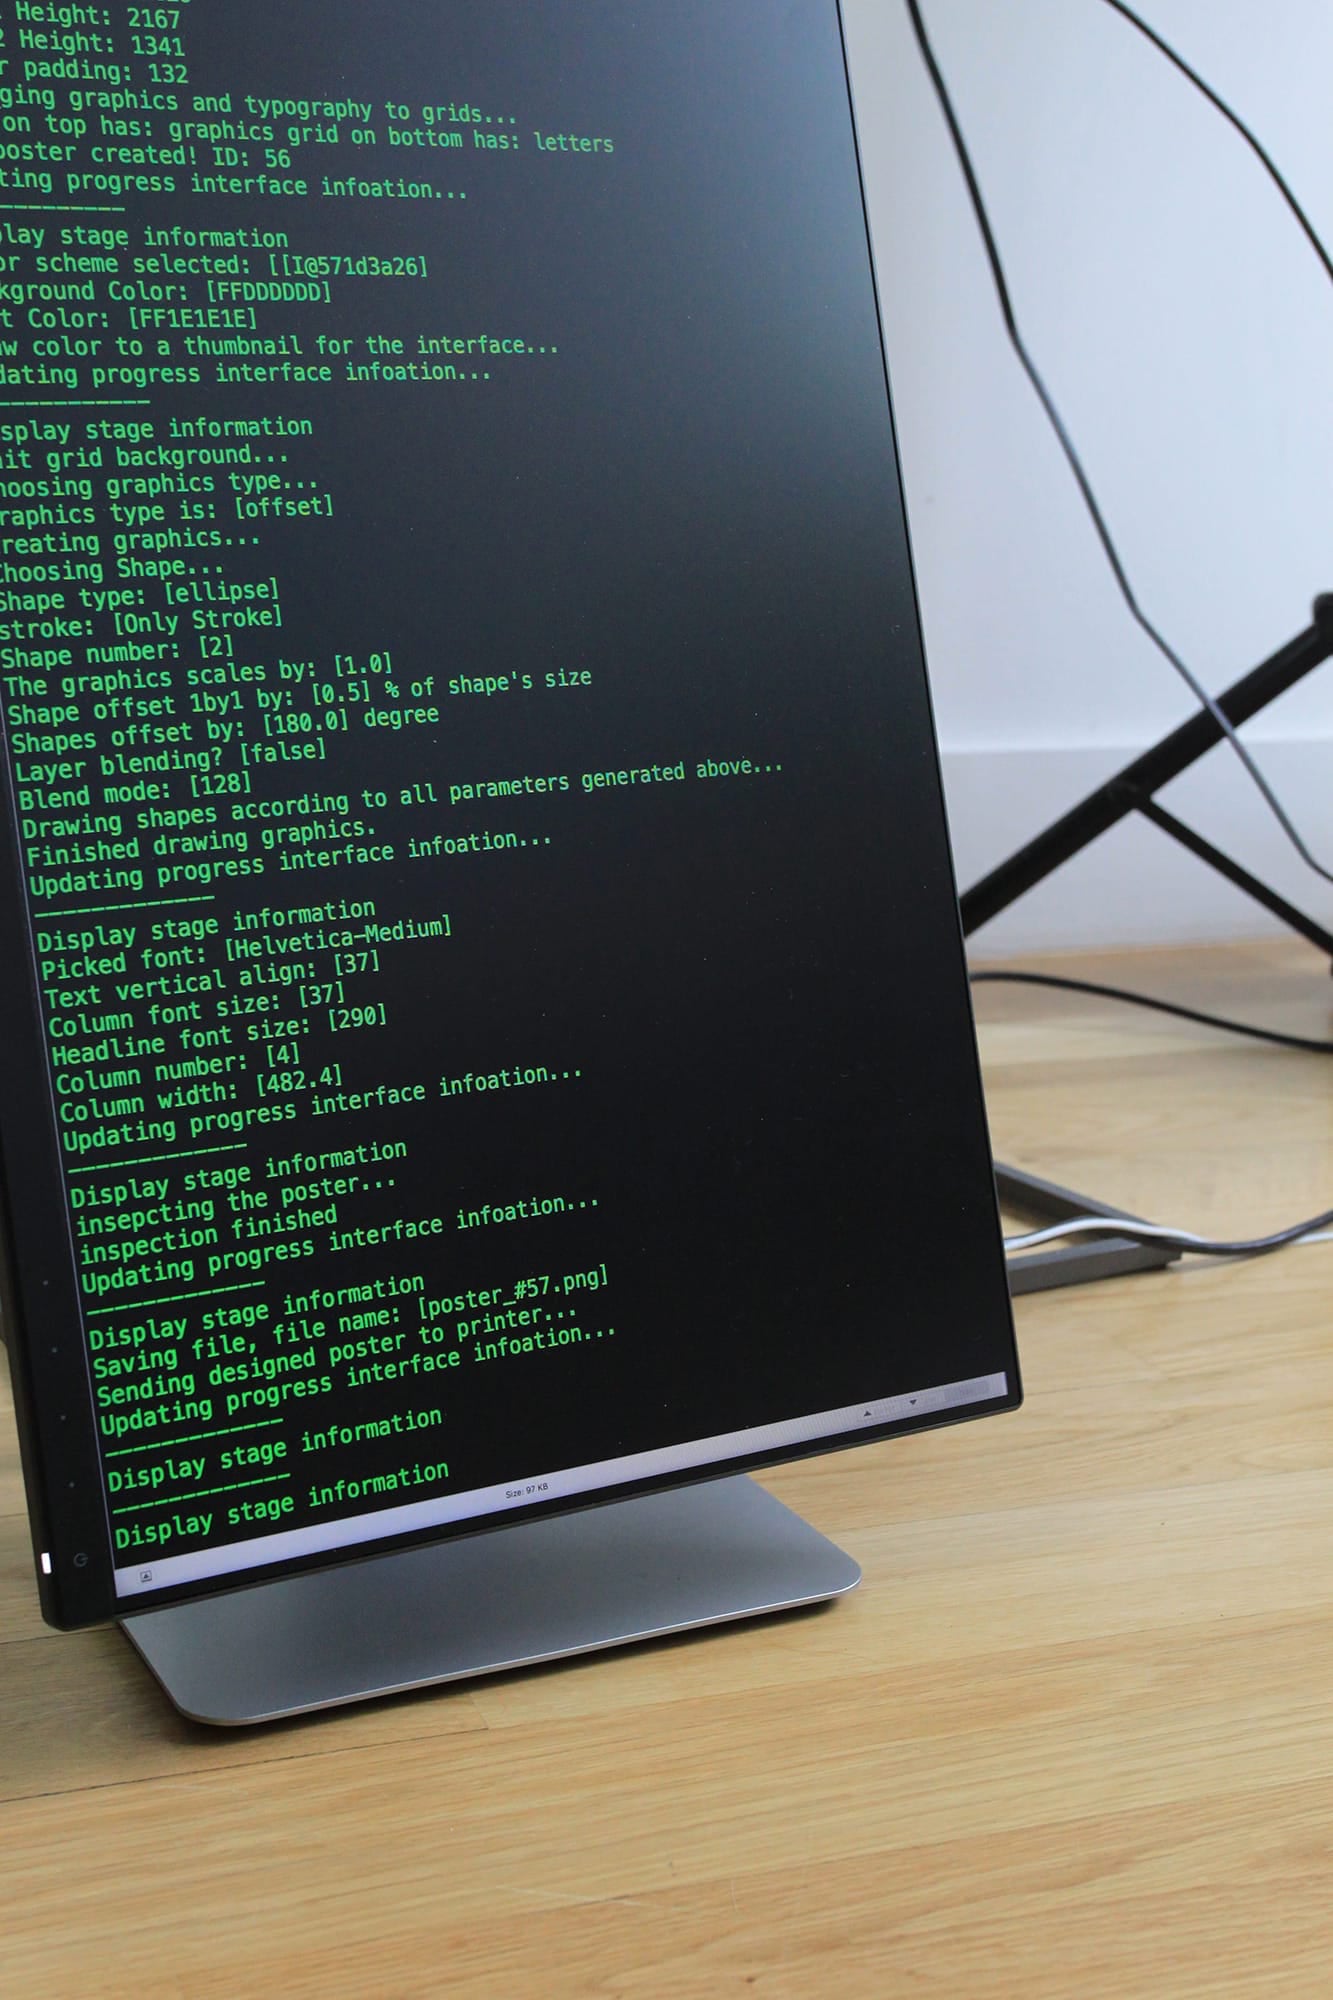 Height: 2167
2 Height: 1341
r padding: 132
ging graphics and typography to grids...
on top has: graphics grid on bottom has: letters
poster created! ID: 56
ting progress interface infoation...
----------
play stage information
or scheme selected: [[I@571d3a26]
kground Color: [FFDDDDDD]
t Color: [FF1E1E1E]
aw color to a thumbnail for the interface...
dating progress interface infoation...
------------
isplay stage information
nit grid background...
hoosing graphics type...
raphics type is: [offset]
reating graphics...
Choosing Shape...
Shape type: [ellipse]
stroke: [Only Stroke]
Shape number: [2]
The graphics scales by: [1.0]
Shape offset 1by1 by: [0.5] % of shape's size
Shapes offset by: [180.0] degree
Layer blending? [false]
Blend mode: [128]
Drawing shapes according to all parameters generated above...
Finished drawing graphics.
Updating progress interface infoation...
-------------
Display stage information
Picked font: [Helvetica-Medium]
Text vertical align: [37]
Column font size: [37]
Headline font size: [290]
Column number: [4]
Column width: [482.4]
Updating progress interface infoation...
-------------
Display stage information
insepcting the poster...
inspection finished
Updating progress interface infoation...
-------------
Display stage information
Saving file, file name: [poster_#57.png]
Sending designed poster to printer...
Updating progress interface infoation...
-------------
Display stage information
-------------
Display stage information
Size: 97 KB